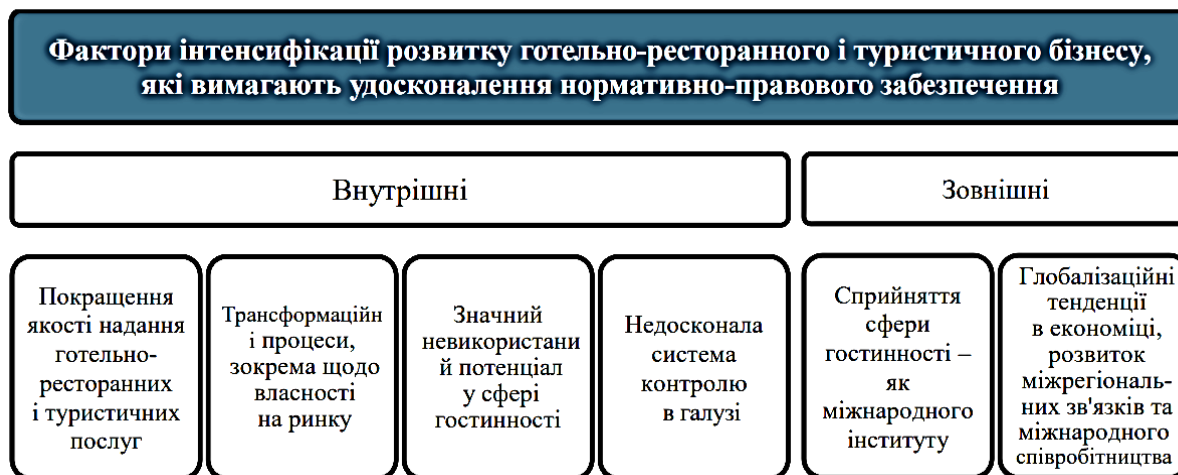 Фактори інтенсифікації розвитку готельно-ресторанного і туристичного бізнесу,
які вимагають удосконалення нормативно-правового забезпечення
Внутрішні
Зовнішні
Покращення
якості надання
готельно-
ресторанних
і туристичних
послуг
Трансформаційн
і процеси,
зокрема щодо
власності
на ринку
Значний
невикористани
й потенціал
у сфері
гостинності
Недосконала
система
контролю
в галузі
Сприйняття
сфери
гостинності –
як
міжнародного
інституту
Глобалізаційні
тенденції
в економіці,
розвиток
міжрегіональ-
них зв'язків та
міжнародного
співробітництва